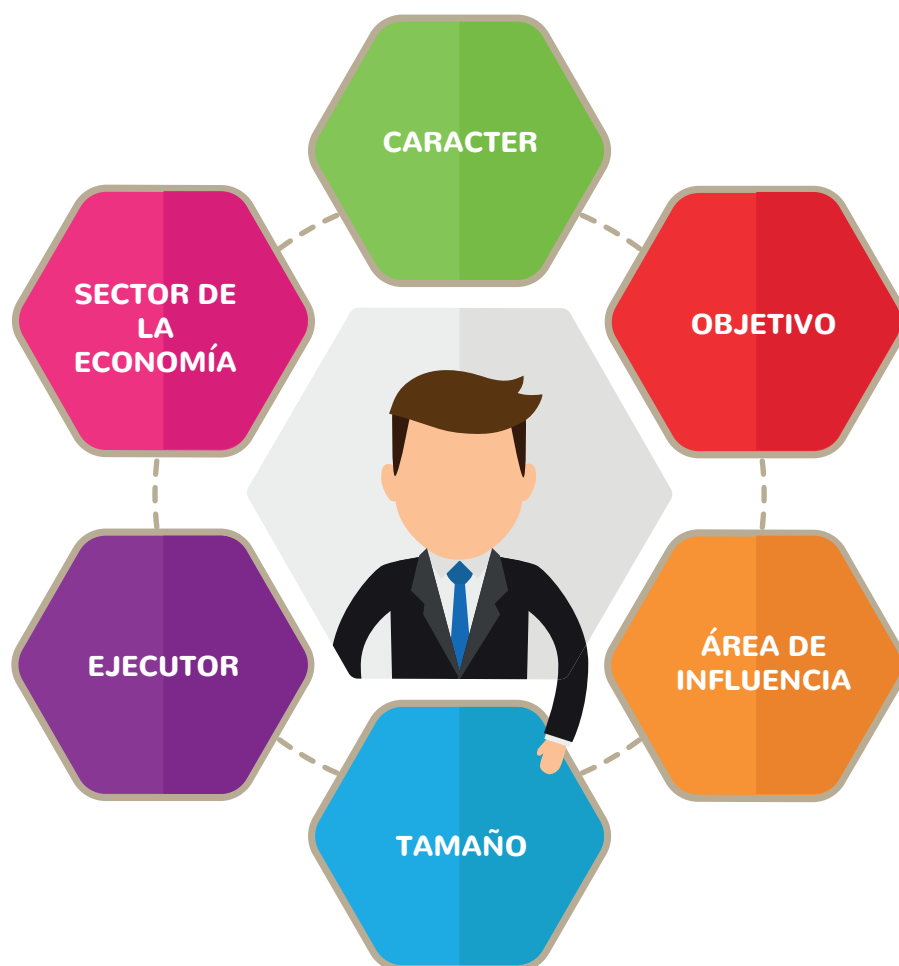 CARACTER
OBJETIVO
ÁREA DE
INFLUENCIA
TAMAÑO
EJECUTOR
SECTOR DE
LA
ECONOMÍA